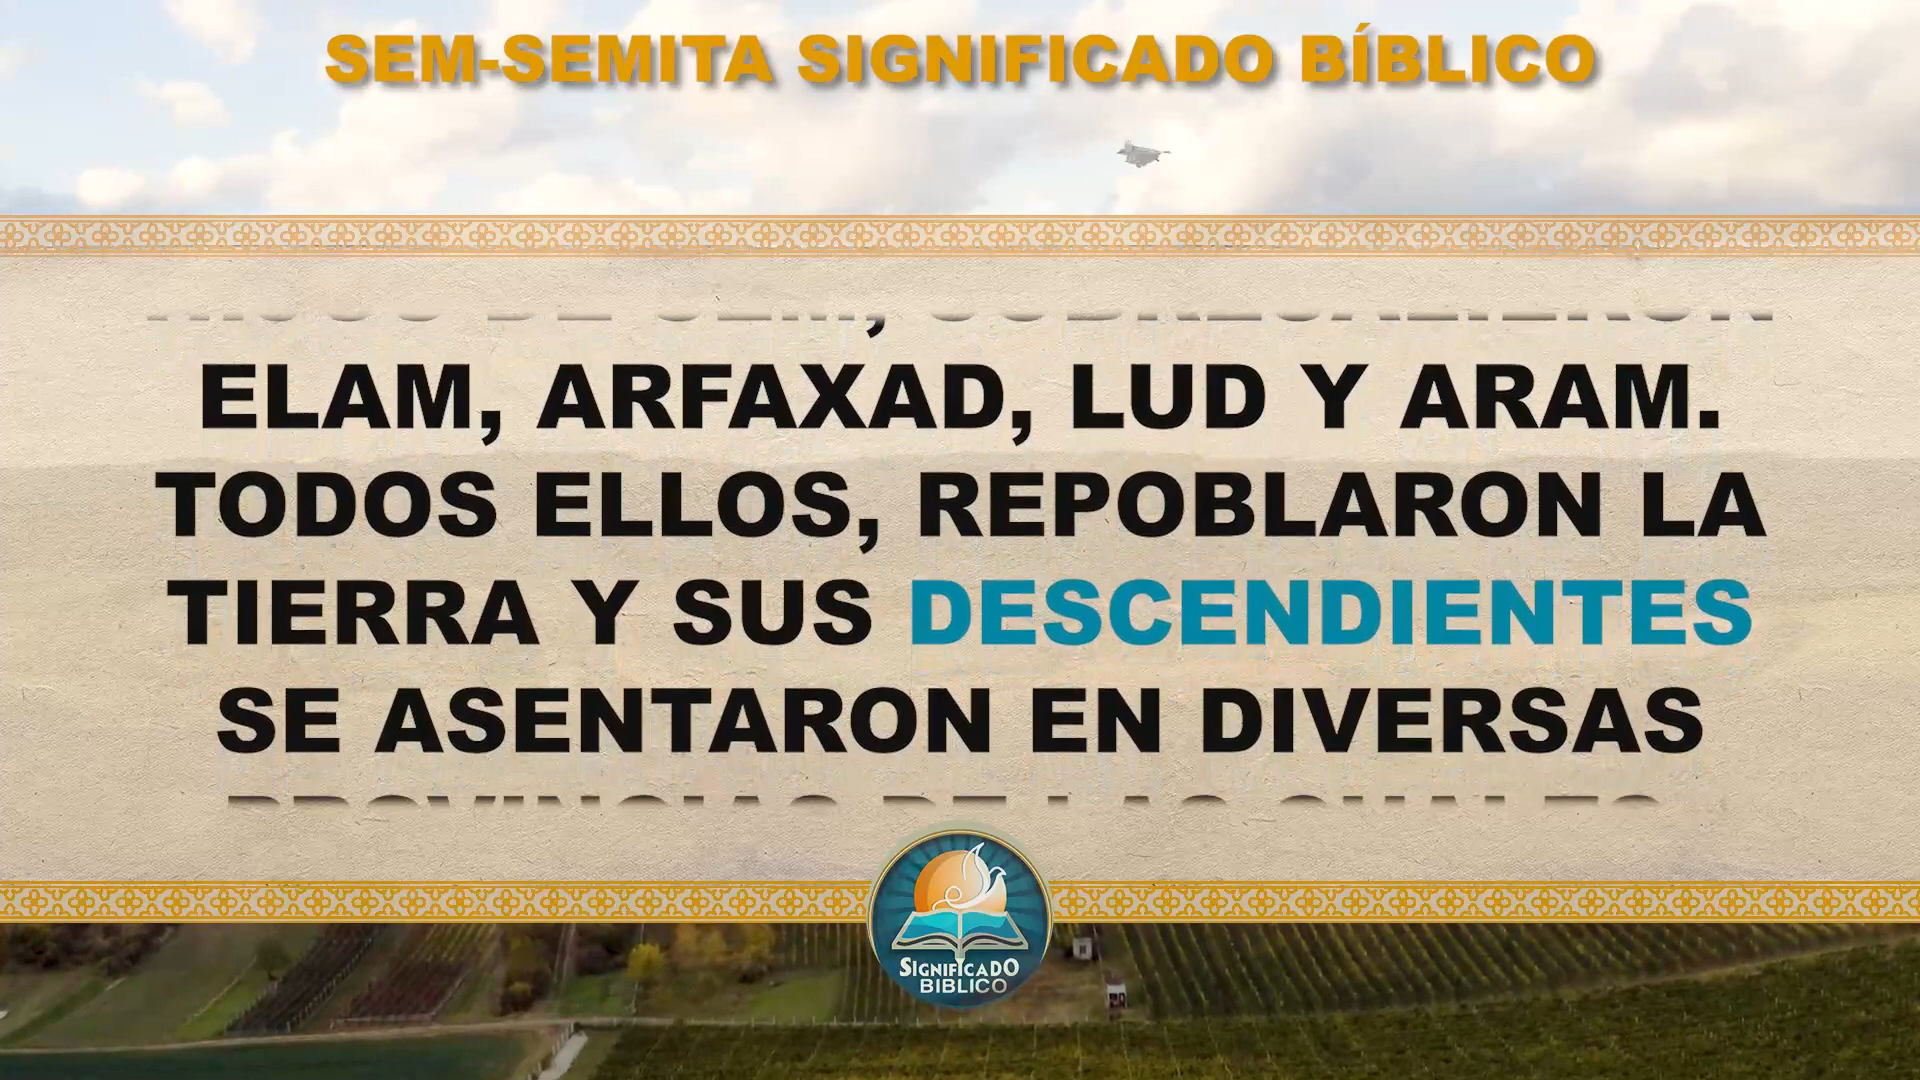 SEM-SEMITA SIGNIFICADO BÍBLICO
ELAM, ARFAXAD, LUD Y ARAM.
TODOS ELLOS, REPOBLARON LA
TIERRA Y SUS DESCENDIENTES
SE ASENTARON EN DIVERSAS
SIGNIFICADO
BIBLICO